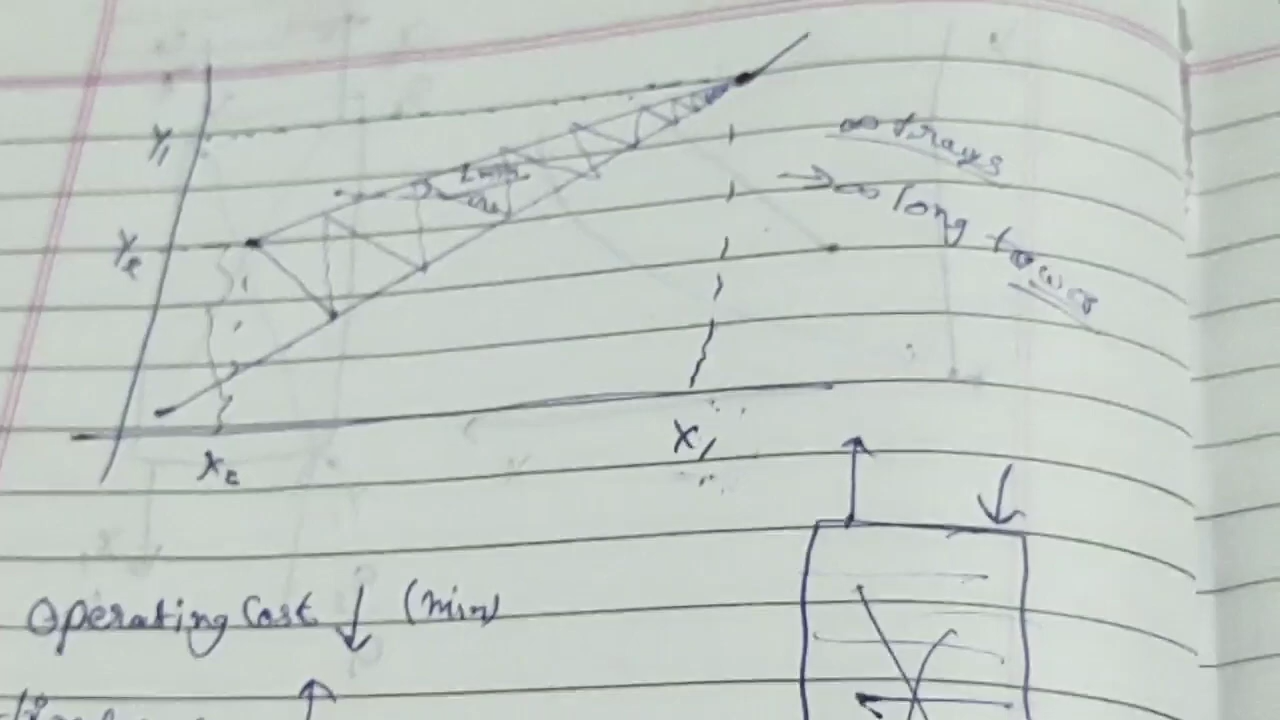 Y₁
∞ trays
→ ∞ long tower
Y₂
X₂
X₁
Operating Cost ↓ (min)